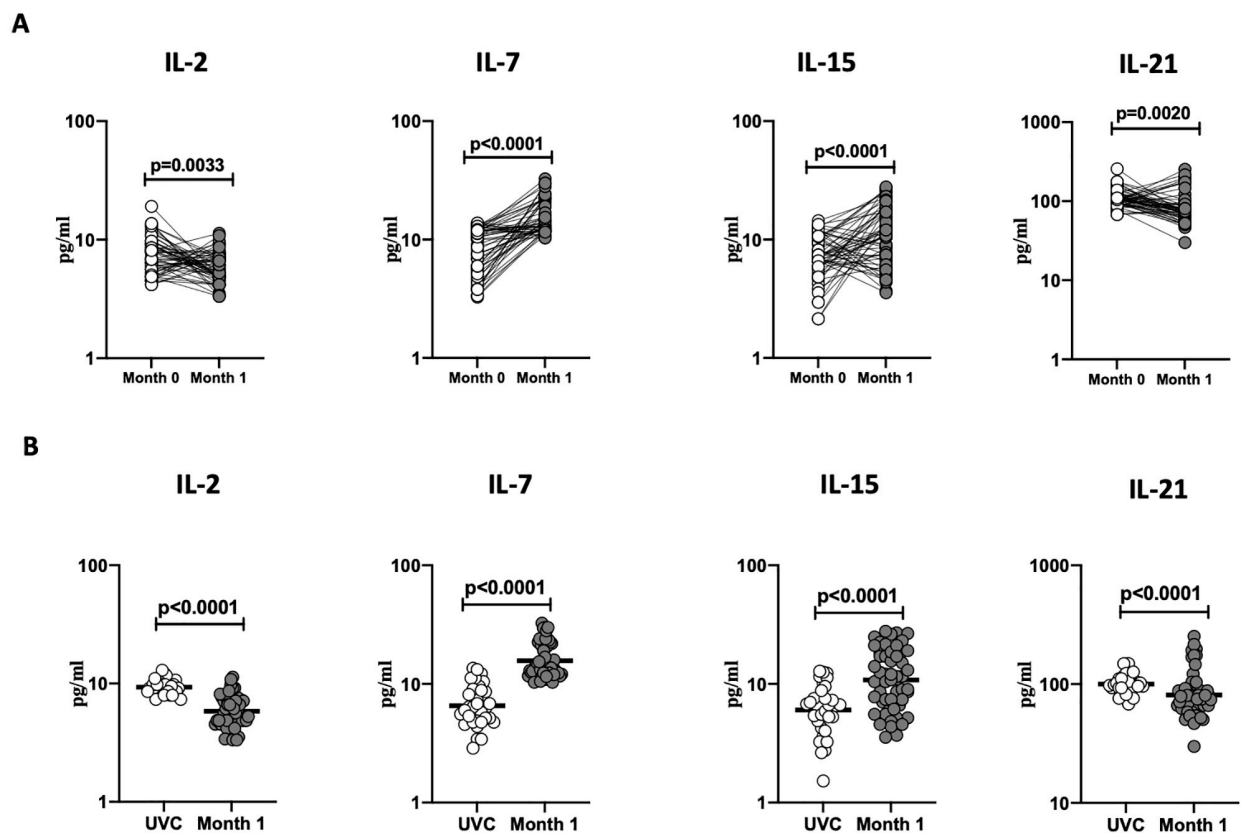 A
IL-2
IL-7
IL-15
IL-21
100
10
1
pg/ml
p=0.0033
Month 0 Month 1
100
10
1
pg/ml
p<0.0001
Month 0 Month 1
100
10
1
pg/ml
p<0.0001
Month 0 Month 1
1000
100
10
1
pg/ml
p=0.0020
Month 0 Month 1
B
IL-2
IL-7
IL-15
IL-21
100
10
1
pg/ml
p<0.0001
UVC Month 1
100
10
1
pg/ml
p<0.0001
UVC Month 1
100
10
1
pg/ml
p<0.0001
UVC Month 1
1000
100
10
pg/ml
p<0.0001
UVC Month 1